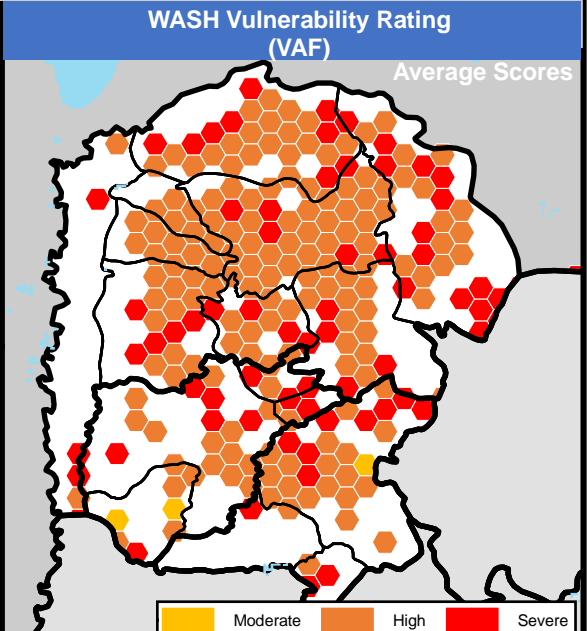 WASH Vulnerability Rating
(VAF)
Average Scores
Moderate
High
Severe